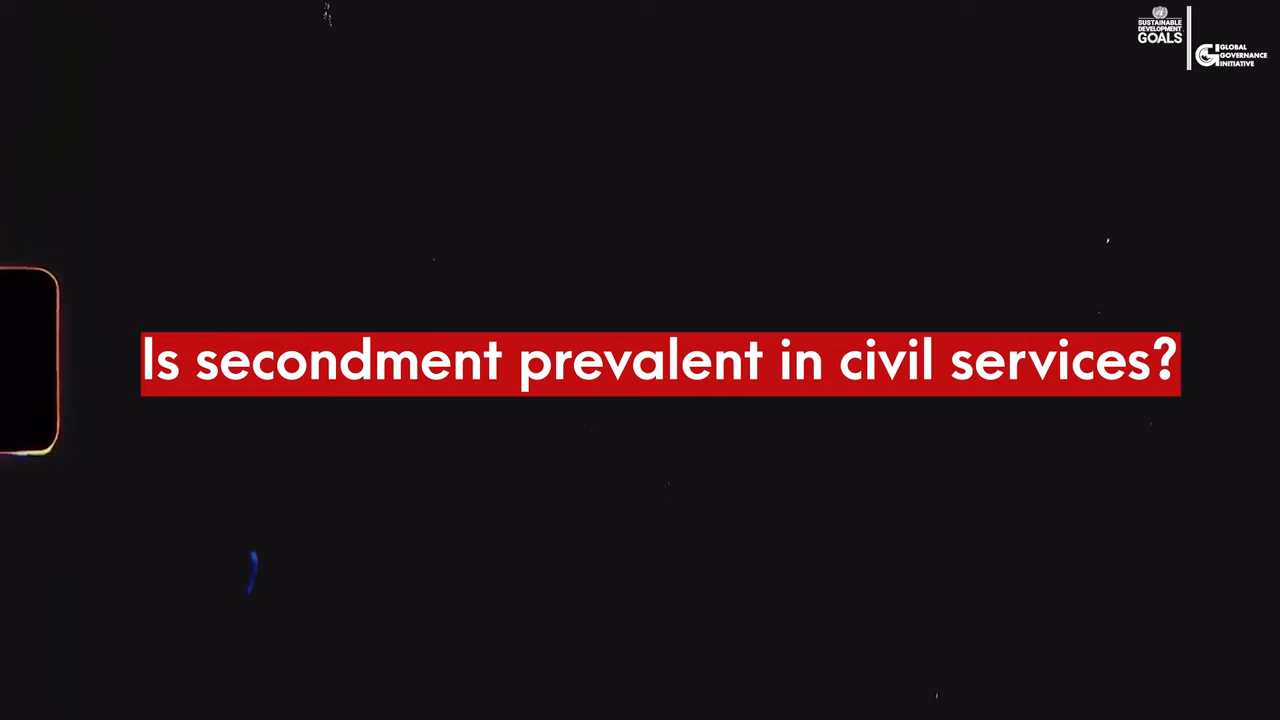 SUSTAINABLE
DEVELOPMENT
GOALS
GLOBAL
GOVERNANCE
INITIATIVE
Is secondment prevalent in civil services?